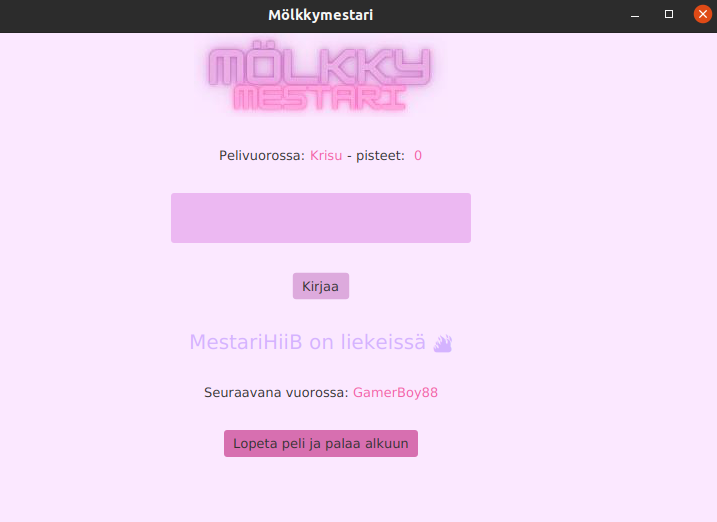 Mölkkymestari
MÖLKKY
MESTARI
Pelivuorossa: Krisu - pisteet: 0
Kirjaa
MestariHiiB on liekeissä 🔥
Seuraavana vuorossa: GamerBoy88
Lopeta peli ja palaa alkuun